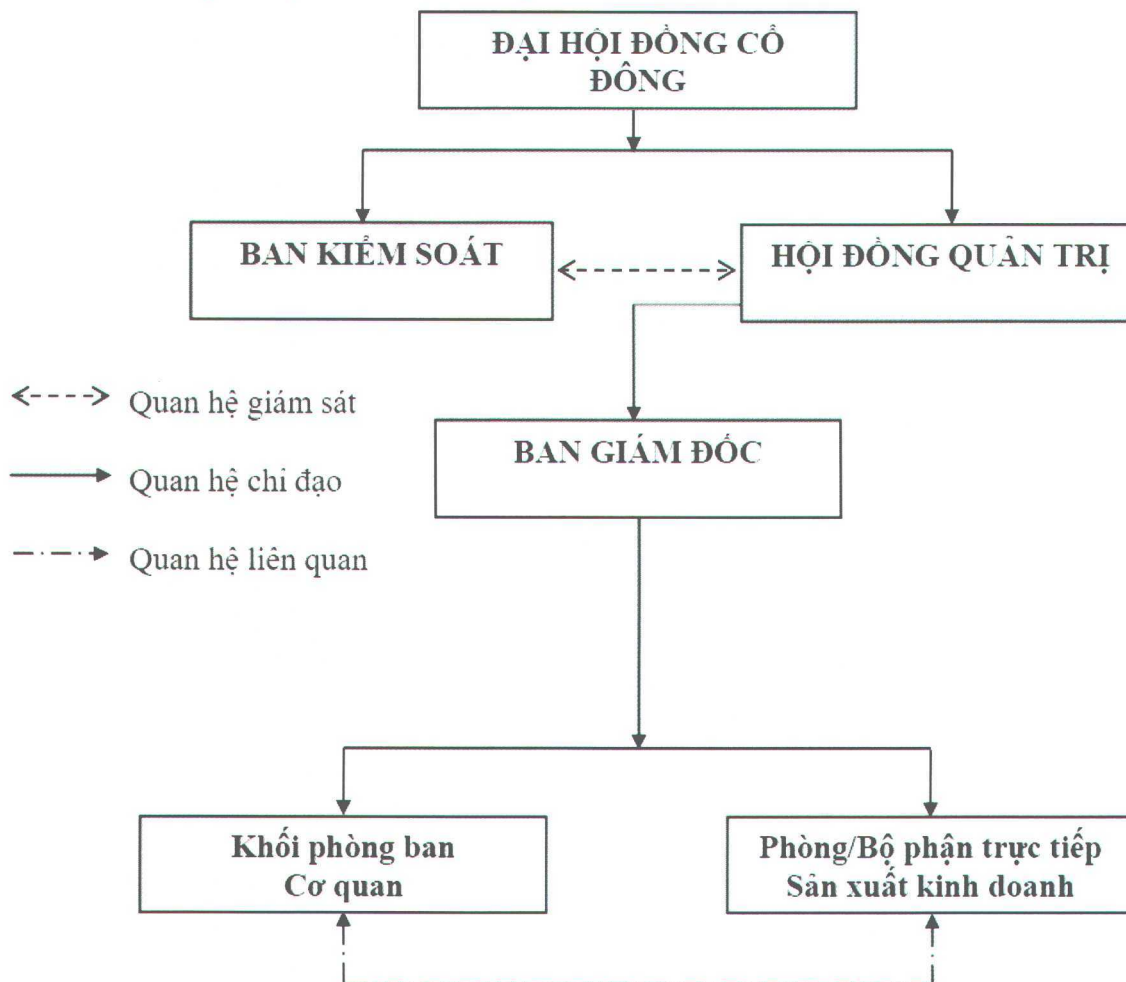 ĐẠI HỘI ĐỒNG CỔ
ĐÔNG
BAN KIỂM SOÁT
HỘI ĐỒNG QUẢN TRỊ
Quan hệ giám sát
BAN GIÁM ĐỐC
Quan hệ chỉ đạo
Quan hệ liên quan
Khối phòng ban
Cơ quan
Phòng/Bộ phận trực tiếp
Sản xuất kinh doanh